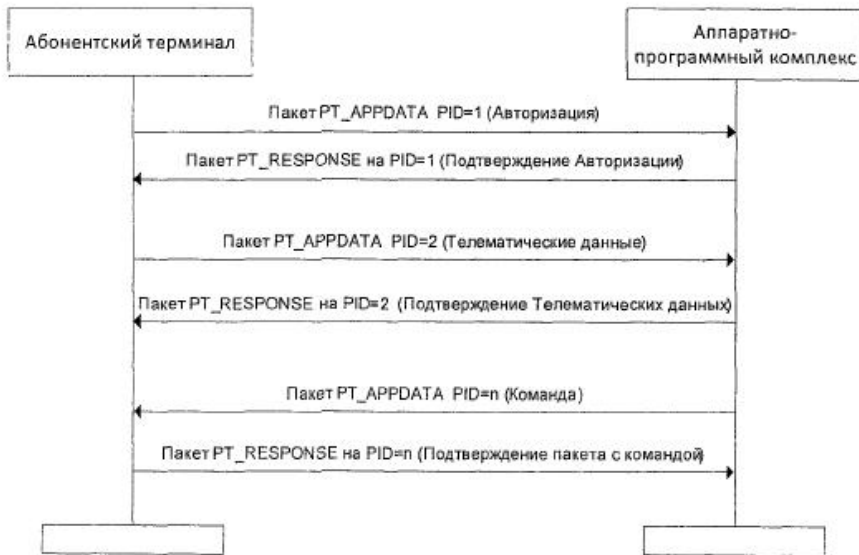 Абонентский терминал
Аппаратно-
программный комплекс
Пакет PT_APPDATA PID=1 (Авторизация)
Пакет PT_RESPONSE на PID=1 (Подтверждение Авторизации)
Пакет PT_APPDATA PID=2 (Телематические данные)
Пакет PT_RESPONSE на PID=2 (Подтверждение Телематических данных)
Пакет PT_APPDATA PID=n (Команда)
Пакет PT_RESPONSE на PID=n (Подтверждение пакета с командой)